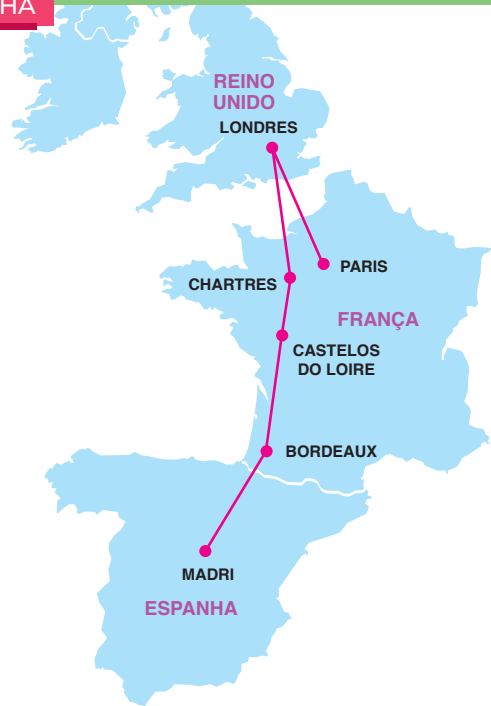 HA
REINO
UNIDO
LONDRES
PARIS
CHARTRES
FRANÇA
CASTELOS
DO LOIRE
BORDEAUX
MADRI
ESPANHA